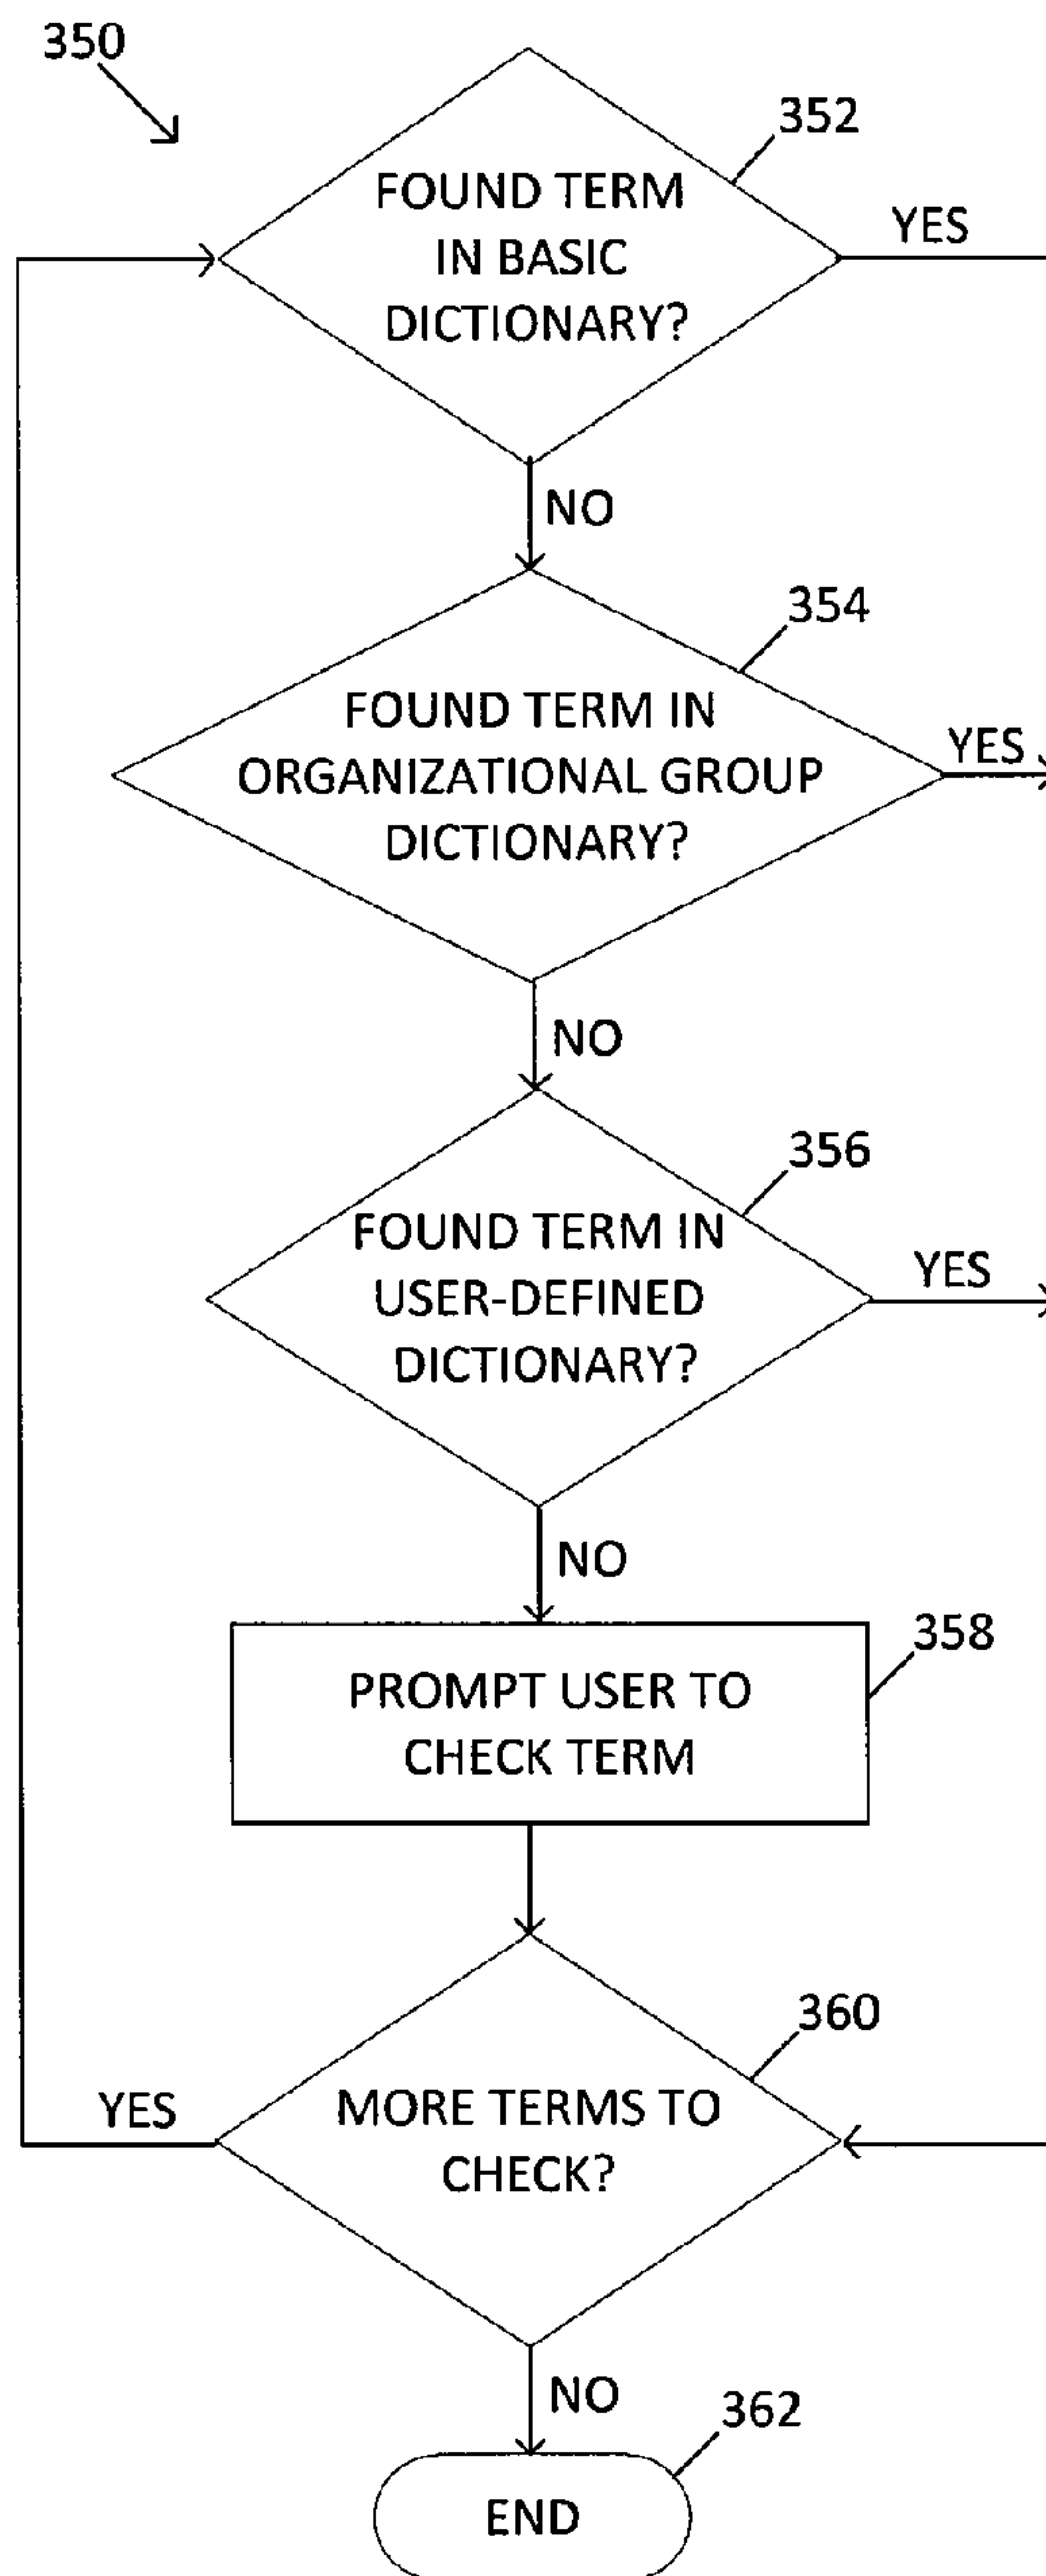 350
352
FOUND TERM
IN BASIC
DICTIONARY?
YES
NO
354
FOUND TERM IN
ORGANIZATIONAL GROUP
DICTIONARY?
YES
NO
356
FOUND TERM IN
USER-DEFINED
DICTIONARY?
YES
NO
358
PROMPT USER TO
CHECK TERM
360
MORE TERMS TO
CHECK?
YES
NO
362
END